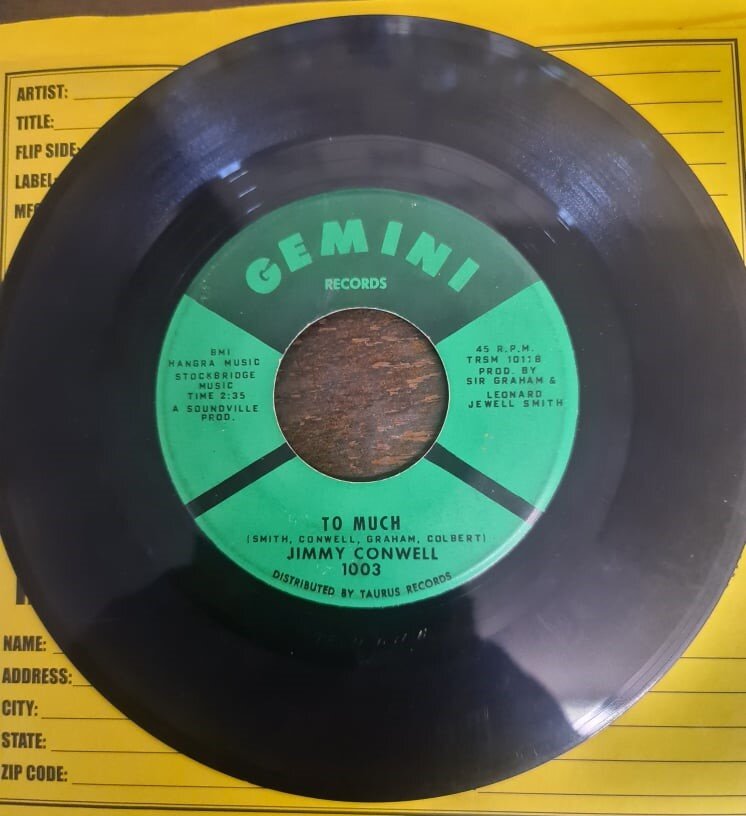 ARTIST:
TITLE:
FLIP SIDE:
LABEL
GEMINI
RECORDS
BMI
HANGRA MUSIC
STOCKBRIDGE
MUSIC
TIME 2:35
A SOUNDVILLE
PROD.
45 R.P.M.
TRSM 1011B
PROD. BY
SIR GRAHAM &
LEONARD
JEWELL SMITH
TO MUCH
(SMITH, CONWELL, GRAHAM, COLBERT)
JIMMY CONWELL
1003
DISTRIBUTED BY TAURUS RECORDS
NAME:
ADDRESS:
CITY:
STATE:
ZIP CODE: